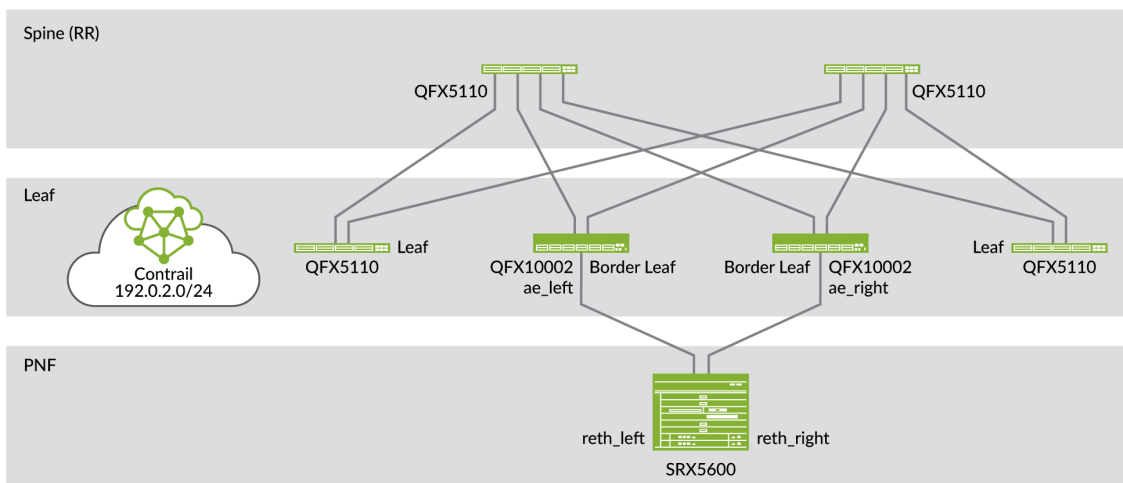 Spine (RR)
QFX5110
QFX5110
Leaf
Contrail
192.0.2.0/24
Leaf
QFX5110
QFX10002
ae_left
Border Leaf
Border Leaf
QFX10002
ae_right
Leaf
QFX5110
PNF
reth_left
reth_right
SRX5600